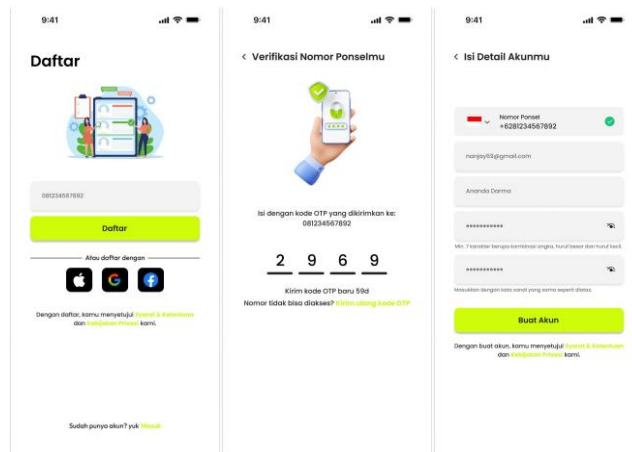 9:41
Daftar
081234567892
Daftar
Atau daftar dengan
Dengan daftar, kamu menyetujui Syarat & Ketentuan
dan Kebijakan Privasi kami.
Sudah punya akun? yuk Masuk
9:41
< Verifikasi Nomor Ponselmu
Isi dengan kode OTP yang dikirimkan ke:
081234567892
2 9 6 9
Kirim kode OTP baru 59d
Nomor tidak bisa diakses? Kirim ulang kode OTP
9:41
< Isi Detail Akunmu
Nomor Ponsel
+6281234567892
nanjay63@gmail.com
Ananda Darma
***********
Min. 7 karakter berupa kombinasi angka, huruf besar dan huruf kecil.
***********
Masukkan dengan kata sandi yang sama seperti diatas.
Buat Akun
Dengan buat akun, kamu menyetujui Syarat & Ketentuan
dan Kebijakan Privasi kami.